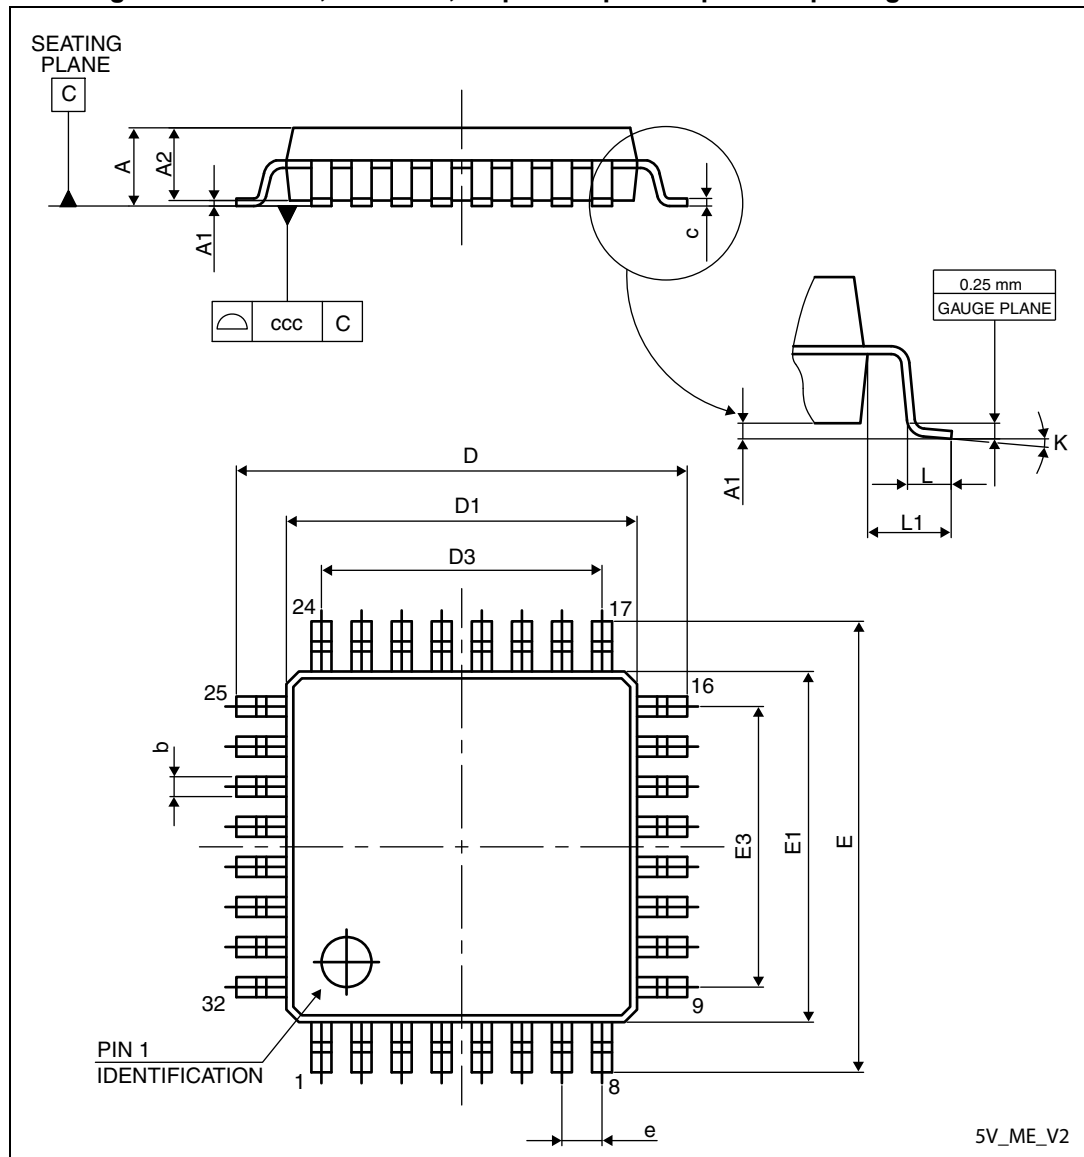 SEATING
PLANE
C
A
A2
A1
c
ccc
C
0.25 mm
GAUGE PLANE
A1
K
L
L1
D
D1
D3
24
17
25
16
b
E3
E1
E
32
9
PIN 1
IDENTIFICATION
1
8
e
5V_ME_V2